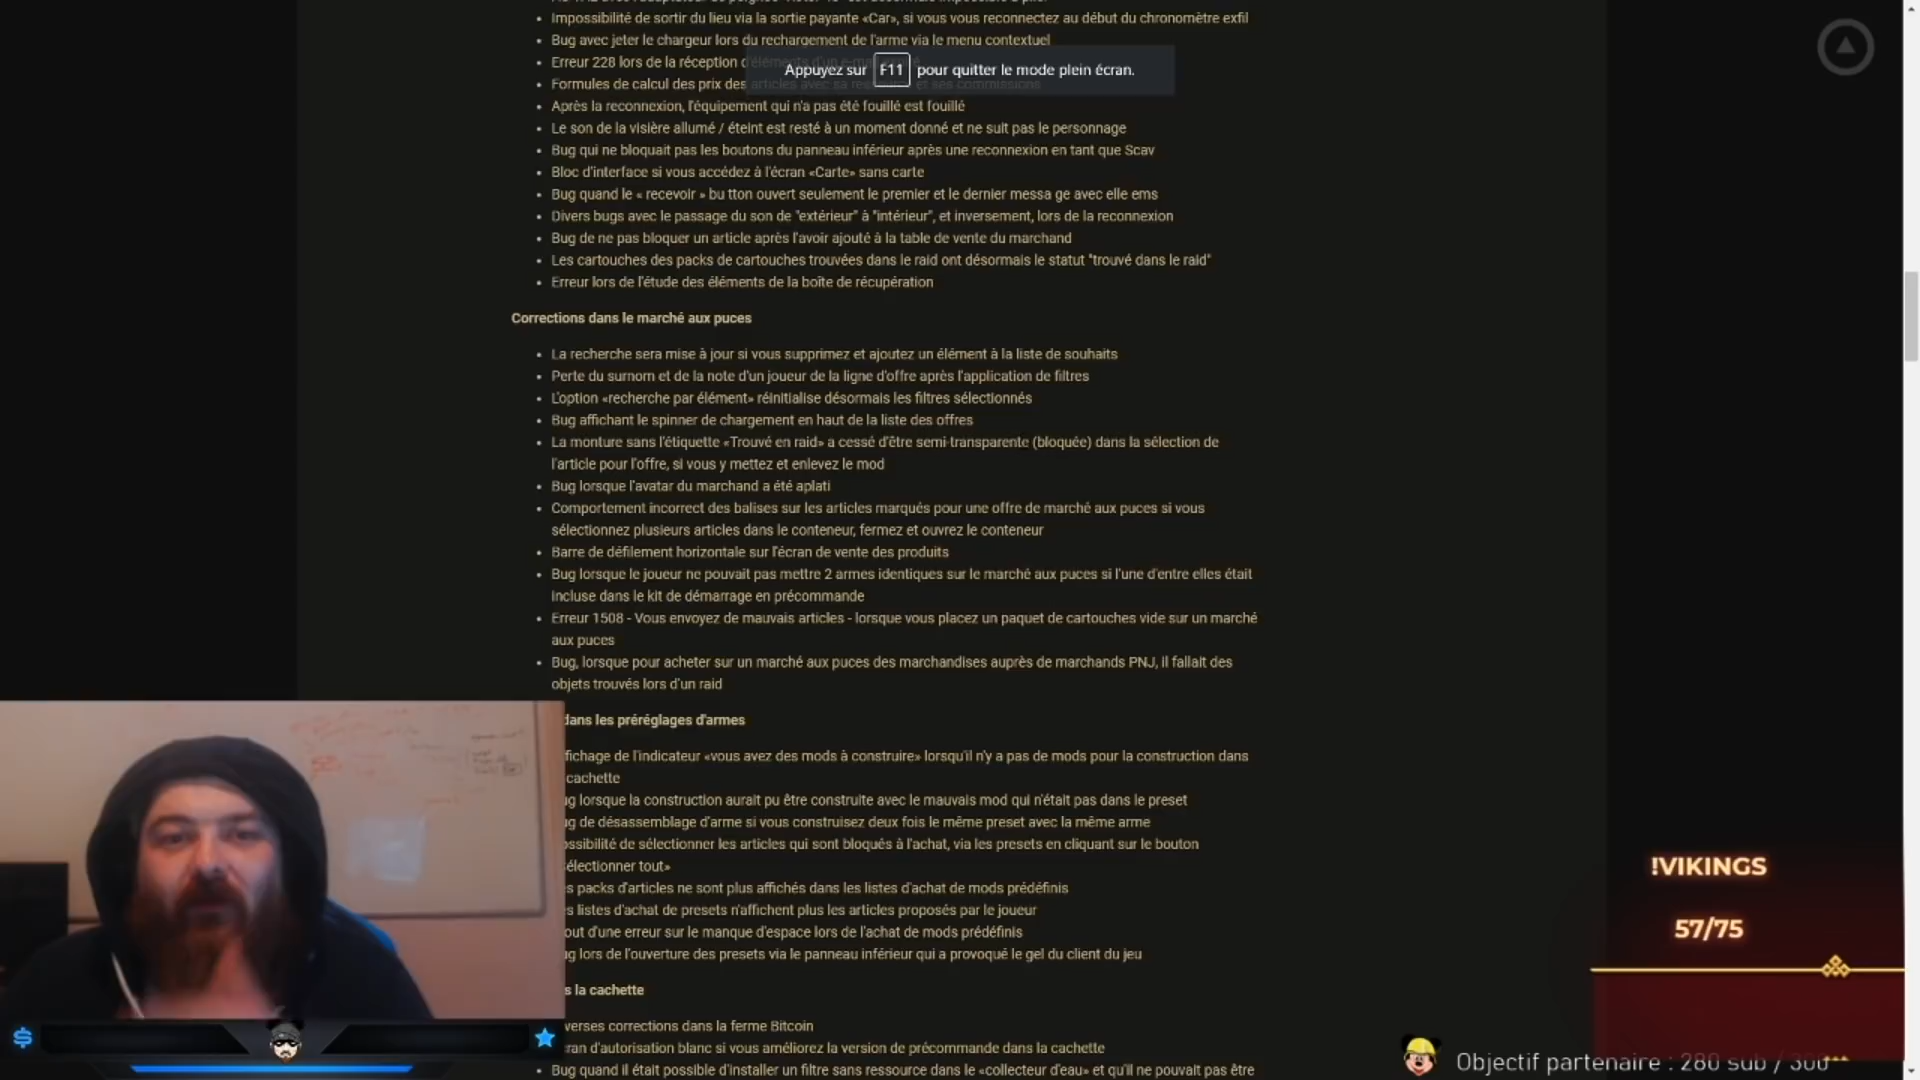 Impossibilité de sortir du lieu via la sortie payante «Car», si vous vous reconnectez au début du chronomètre exfil
Bug avec jeter le chargeur lors du rechargement de l'arme via le menu contextuel
Appuyez sur F11 pour quitter le mode plein écran.
Erreur 228 lors de la réception
Formules de calcul des prix des articles avec sa et ses commissions
Après la reconnexion, l'équipement qui n'a pas été fouillé est fouillé
Le son de la visière allumé / éteint est resté à un moment donné et ne suit pas le personnage
Bug qui ne bloquait pas les boutons du panneau inférieur après une reconnexion en tant que Scav
Bloc d'interface si vous accédez à l'écran «Carte» sans carte
Bug quand le « recevoir » bu tton ouvert seulement le premier et le dernier messa ge avec elle ems
Divers bugs avec le passage du son de "extérieur" à "intérieur", et inversement, lors de la reconnexion
Bug de ne pas bloquer un article après l'avoir ajouté à la table de vente du marchand
Les cartouches des packs de cartouches trouvées dans le raid ont désormais le statut "trouvé dans le raid"
Erreur lors de l'étude des éléments de la boîte de récupération
Corrections dans le marché aux puces
La recherche sera mise à jour si vous supprimez et ajoutez un élément à la liste de souhaits
Perte du surnom et de la note d'un joueur de la ligne d'offre après l'application de filtres
L'option «recherche par élément» réinitialise désormais les filtres sélectionnés
Bug affichant le spinner de chargement en haut de la liste des offres
La monture sans l'étiquette «Trouvé en raid» a cessé d'être semi-transparente (bloquée) dans la sélection de
l'article pour l'offre, si vous y mettez et enlevez le mod
Bug lorsque l'avatar du marchand a été aplati
Comportement incorrect des balises sur les articles marqués pour une offre de marché aux puces si vous
sélectionnez plusieurs articles dans le conteneur, fermez et ouvrez le conteneur
Barre de défilement horizontale sur l'écran de vente des produits
Bug lorsque le joueur ne pouvait pas mettre 2 armes identiques sur le marché aux puces si l'une d'entre elles était
incluse dans le kit de démarrage en précommande
Erreur 1508 - Vous envoyez de mauvais articles - lorsque vous placez un paquet de cartouches vide sur un marché
aux puces
Bug, lorsque pour acheter sur un marché aux puces des marchandises auprès de marchands PNJ, il fallait des
objets trouvés lors d'un raid
dans les préréglages d'armes
fichage de l'indicateur «vous avez des mods à construire» lorsqu'il n'y a pas de mods pour la construction dans
cachette
ug lorsque la construction aurait pu être construite avec le mauvais mod qui n'était pas dans le preset
ug de désassemblage d'arme si vous construisez deux fois le même preset avec la même arme
ossibilité de sélectionner les articles qui sont bloqués à l'achat, via les presets en cliquant sur le bouton
électionner tout»
s packs d'articles ne sont plus affichés dans les listes d'achat de mods prédéfinis
s listes d'achat de presets n'affichent plus les articles proposés par le joueur
out d'une erreur sur le manque d'espace lors de l'achat de mods prédéfinis
ug lors de l'ouverture des presets via le panneau inférieur qui a provoqué le gel du client du jeu
s la cachette
verses corrections dans la ferme Bitcoin
ran d'autorisation blanc si vous améliorez la version de précommande dans la cachette
Bug quand il était possible d'installer un filtre sans ressource dans le «collecteur d'eau» et qu'il ne pouvait pas être
!VIKINGS
57/75
Objectif partenaire : 280 sub / 300